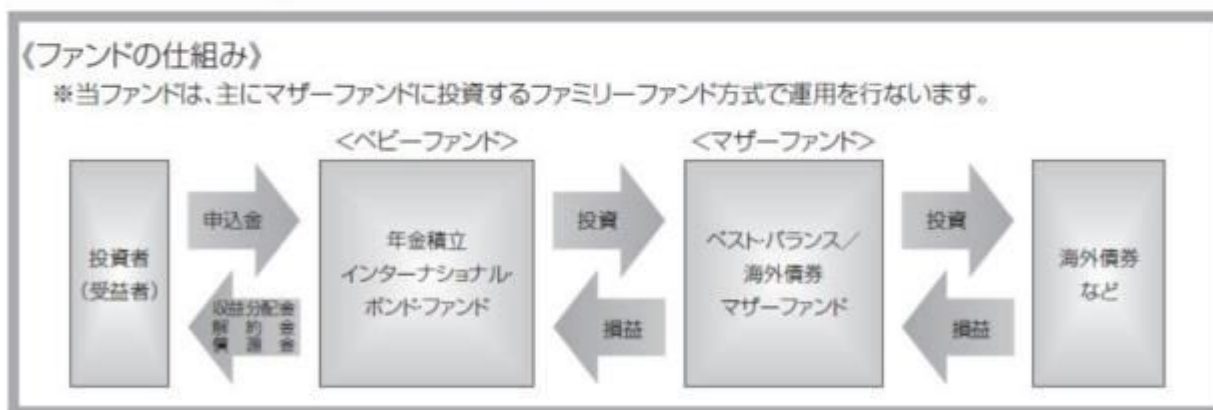 《ファンドの仕組み》
※当ファンドは、主にマザーファンドに投資するファミリーファンド方式で運用を行ないます。
<ベビーファンド>
<マザーファンド>
投資者
(受益者)
申込金
収益分配金
解約金
償還金
年金積立
インターナショナル・
ボンド・ファンド
投資
損益
ベスト・バランス/
海外債券
マザーファンド
投資
損益
海外債券
など